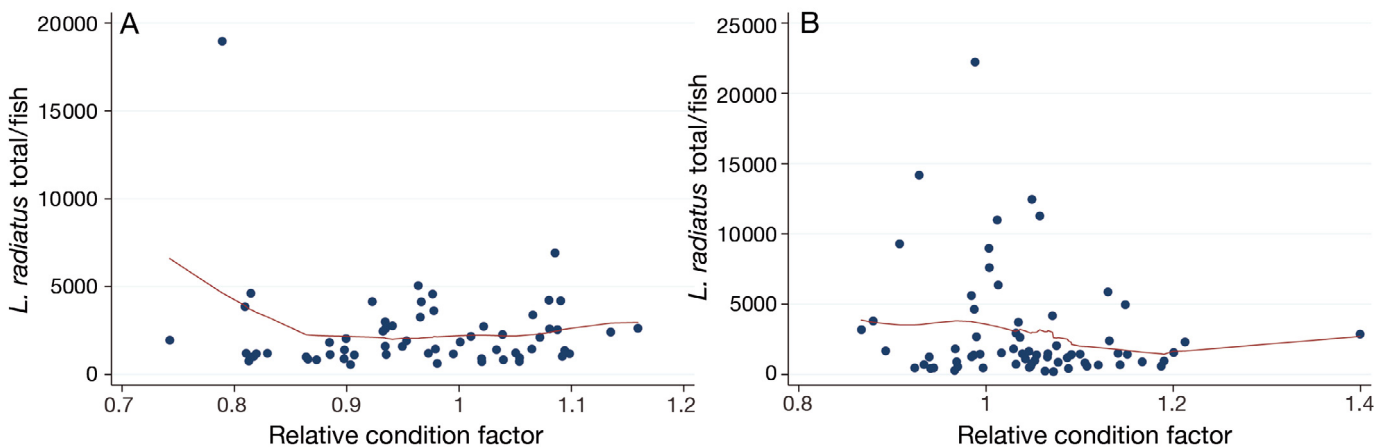 A
20000
15000
10000
5000
0
L. radiatus total/fish
0.7 0.8 0.9 1 1.1 1.2
Relative condition factor
B
25000
20000
15000
10000
5000
0
L. radiatus total/fish
0.8 1 1.2 1.4
Relative condition factor